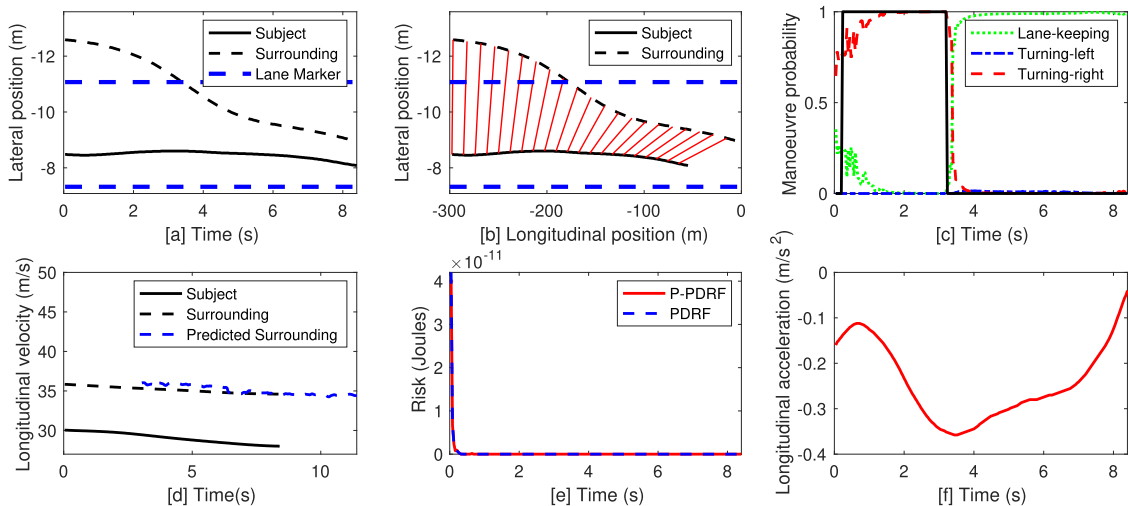 Lateral position (m)
-12
-10
-8
0
2
4
6
8
[a] Time (s)
Subject
Surrounding
Lane Marker
Lateral position (m)
-12
-10
-8
-300
-200
-100
0
[b] Longitudinal position (m)
Subject
Surrounding
Manoeuvre probability
1
0.5
0
0
2
4
6
8
[c] Time (s)
Lane-keeping
Turning-left
Turning-right
Longitudinal velocity (m/s)
50
45
40
35
30
0
5
10
[d] Time(s)
Subject
Surrounding
Predicted Surrounding
Risk (Joules)
×10-11
4
3
2
1
0
0
2
4
6
8
[e] Time (s)
P-PDRF
PDRF
Longitudinal acceleration (m/s2)
0
-0.1
-0.2
-0.3
-0.4
0
2
4
6
8
[f] Time (s)